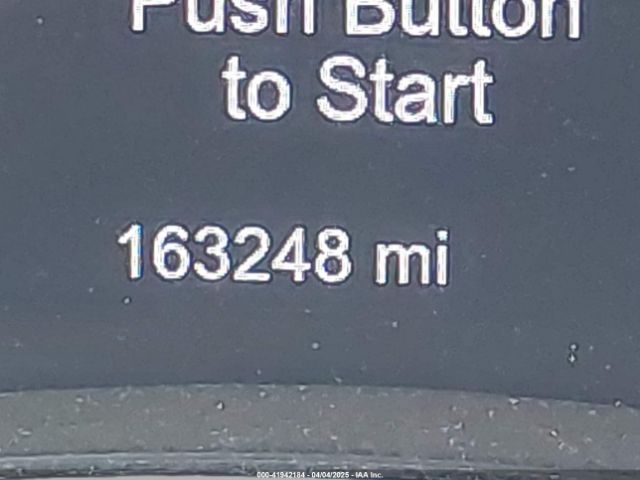 Push Button
to Start
163248 mi
000-41942184 - 04/04/2025 - IAA Inc.